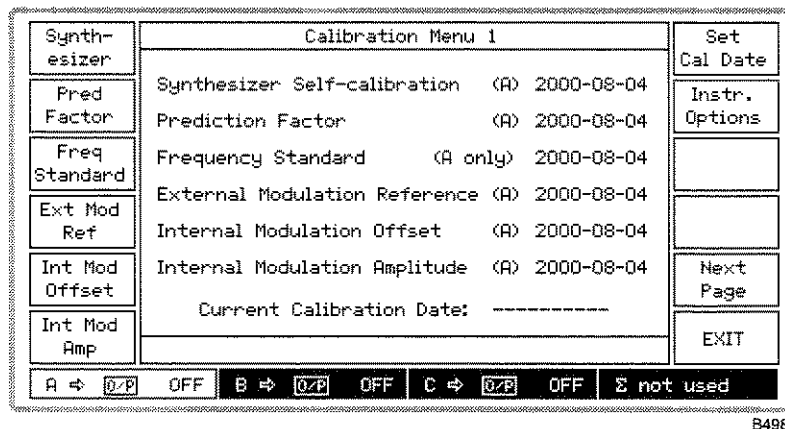 Synth-
esizer
Pred
Factor
Freq
Standard
Ext Mod
Ref
Int Mod
Offset
Int Mod
Amp
Calibration Menu 1
Synthesizer Self-calibration (A) 2000-08-04
Prediction Factor (A) 2000-08-04
Frequency Standard (A only) 2000-08-04
External Modulation Reference (A) 2000-08-04
Internal Modulation Offset (A) 2000-08-04
Internal Modulation Amplitude (A) 2000-08-04
Current Calibration Date: ----------
Set
Cal Date
Instr.
Options
Next
Page
EXIT
A ⇨ O/P OFF B ⇨ O/P OFF C ⇨ O/P OFF Σ not used
B498